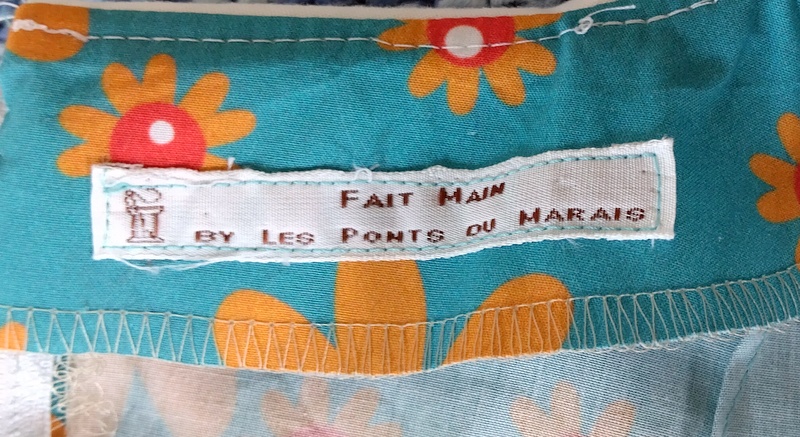 FAIT MAIN
BY LES PONTS DU MARAIS